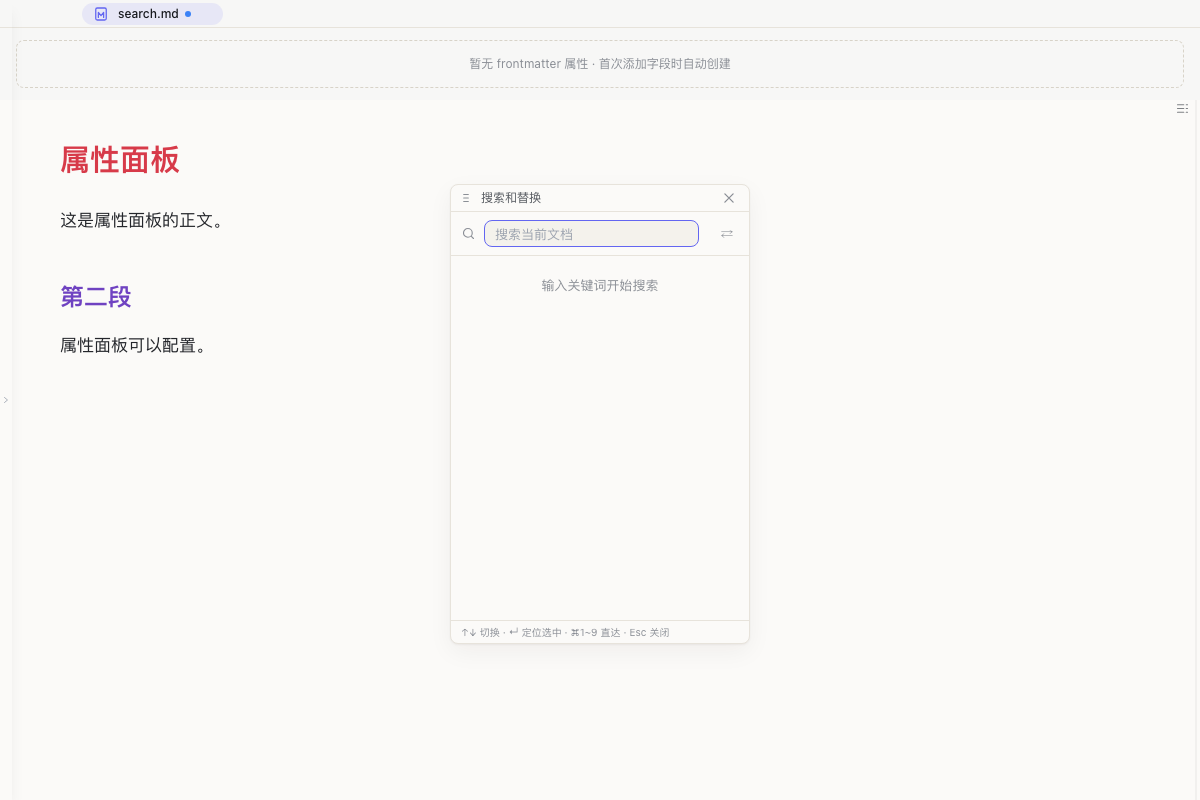 search.md
暂无 frontmatter 属性 · 首次添加字段时自动创建
属性面板
这是属性面板的正文。
第二段
属性面板可以配置。
搜索和替换
搜索当前文档
输入关键词开始搜索
↑↓ 切换 · ↵ 定位选中 · ⌘1~9 直达 · Esc 关闭